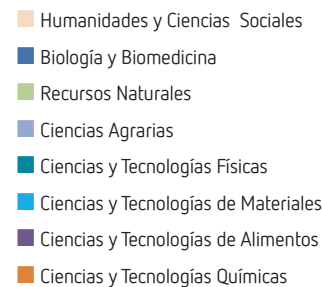 Humanidades y Ciencias Sociales
Biología y Biomedicina
Recursos Naturales
Ciencias Agrarias
Ciencias y Tecnologías Físicas
Ciencias y Tecnologías de Materiales
Ciencias y Tecnologías de Alimentos
Ciencias y Tecnologías Químicas